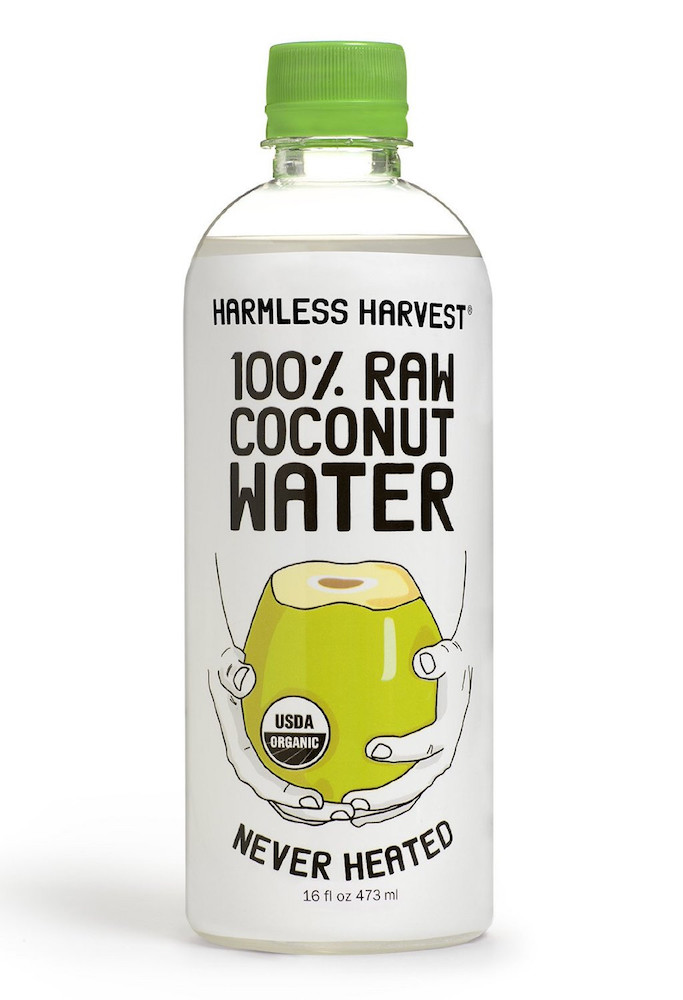 HARMLESS HARVEST®
100% RAW
COCONUT
WATER
USDA
ORGANIC
NEVER HEATED
16 fl oz 473 ml